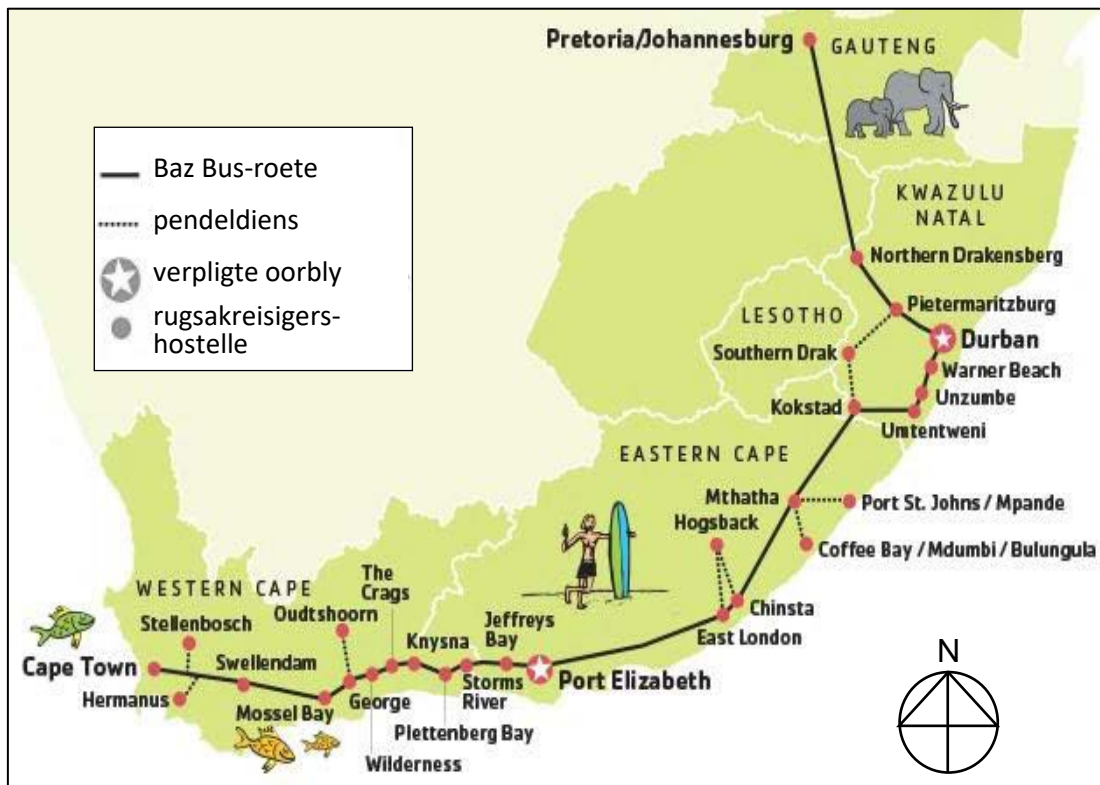 Pretoria/Johannesburg
GAUTENG
Baz Bus-roete
pendeldiens
verpligte oorbly
rugsakreisigers-
hostelle
KWAZULU
NATAL
Northern Drakensberg
Pietermaritzburg
LESOTHO
Durban
Southern Drak
Warner Beach
Unzumbe
Kokstad
Umtentweni
EASTERN CAPE
Mthatha
Port St. Johns / Mpande
Hogsback
Coffee Bay / Mdumbi / Bulungula
Chinsta
East London
WESTERN CAPE
The
Crags
Oudtshoorn
Stellenbosch
Knysna
Jeffreys
Bay
Cape Town
Swellendam
Storms
River
Port Elizabeth
Hermanus
Mossel Bay
George
Plettenberg Bay
Wilderness
N